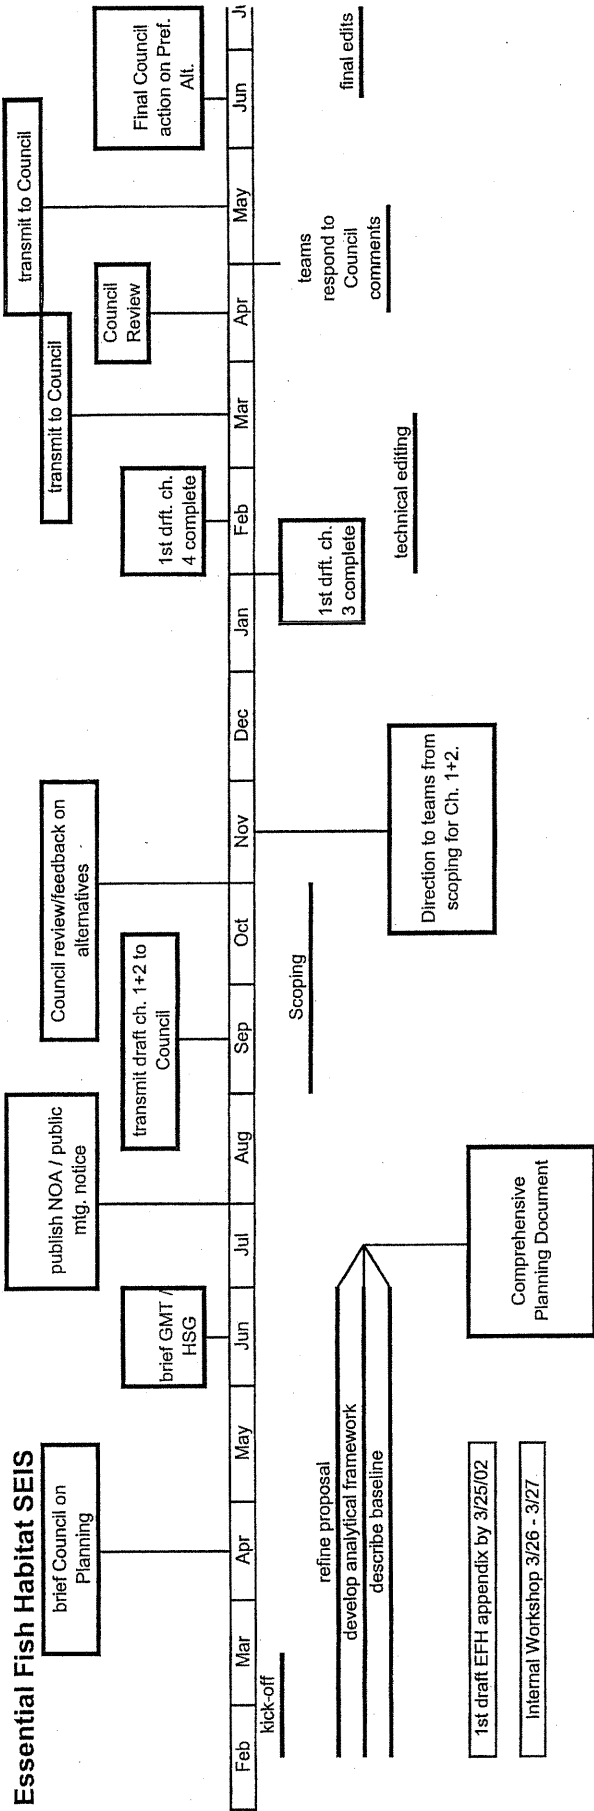 Essential Fish Habitat SEIS
brief Council on
Planning
brief GMT /
HSG
publish NOA / public
mtg. notice
transmit draft ch. 1+2 to
Council
Council review/feedback on
alternatives
1st drft. ch.
4 complete
transmit to Council
Council
Review
transmit to Council
Final Council
action on Pref.
Alt.
Feb Mar Apr May Jun Jul Aug Sep Oct Nov Dec Jan Feb Mar Apr May Jun
kick-off
refine proposal
develop analytical framework
describe baseline
Scoping
1st drft. ch.
3 complete
technical editing
teams
respond to
Council
comments
final edits
Direction to teams from
scoping for Ch. 1+2.
Comprehensive
Planning Document
1st draft EFH appendix by 3/25/02
Internal Workshop 3/26 - 3/27